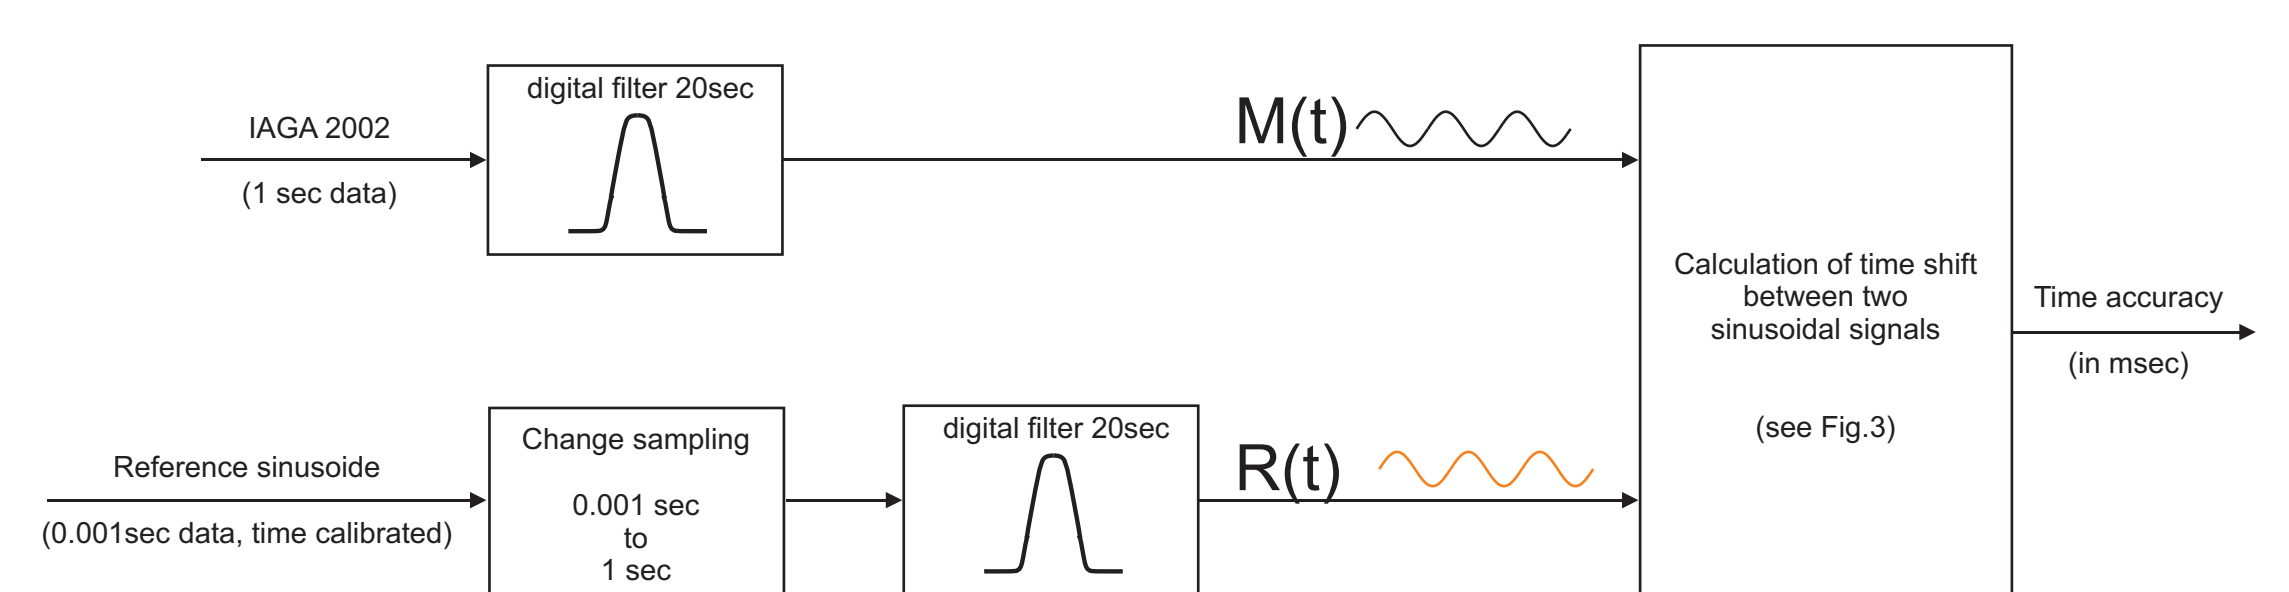 digital filter 20sec
IAGA 2002
(1 sec data)
M(t)
Calculation of time shift
between two
sinusoidal signals
(see Fig.3)
Time accuracy
(in msec)
Reference sinusoide
(0.001sec data, time calibrated)
Change sampling
0.001 sec
to
1 sec
digital filter 20sec
R(t)